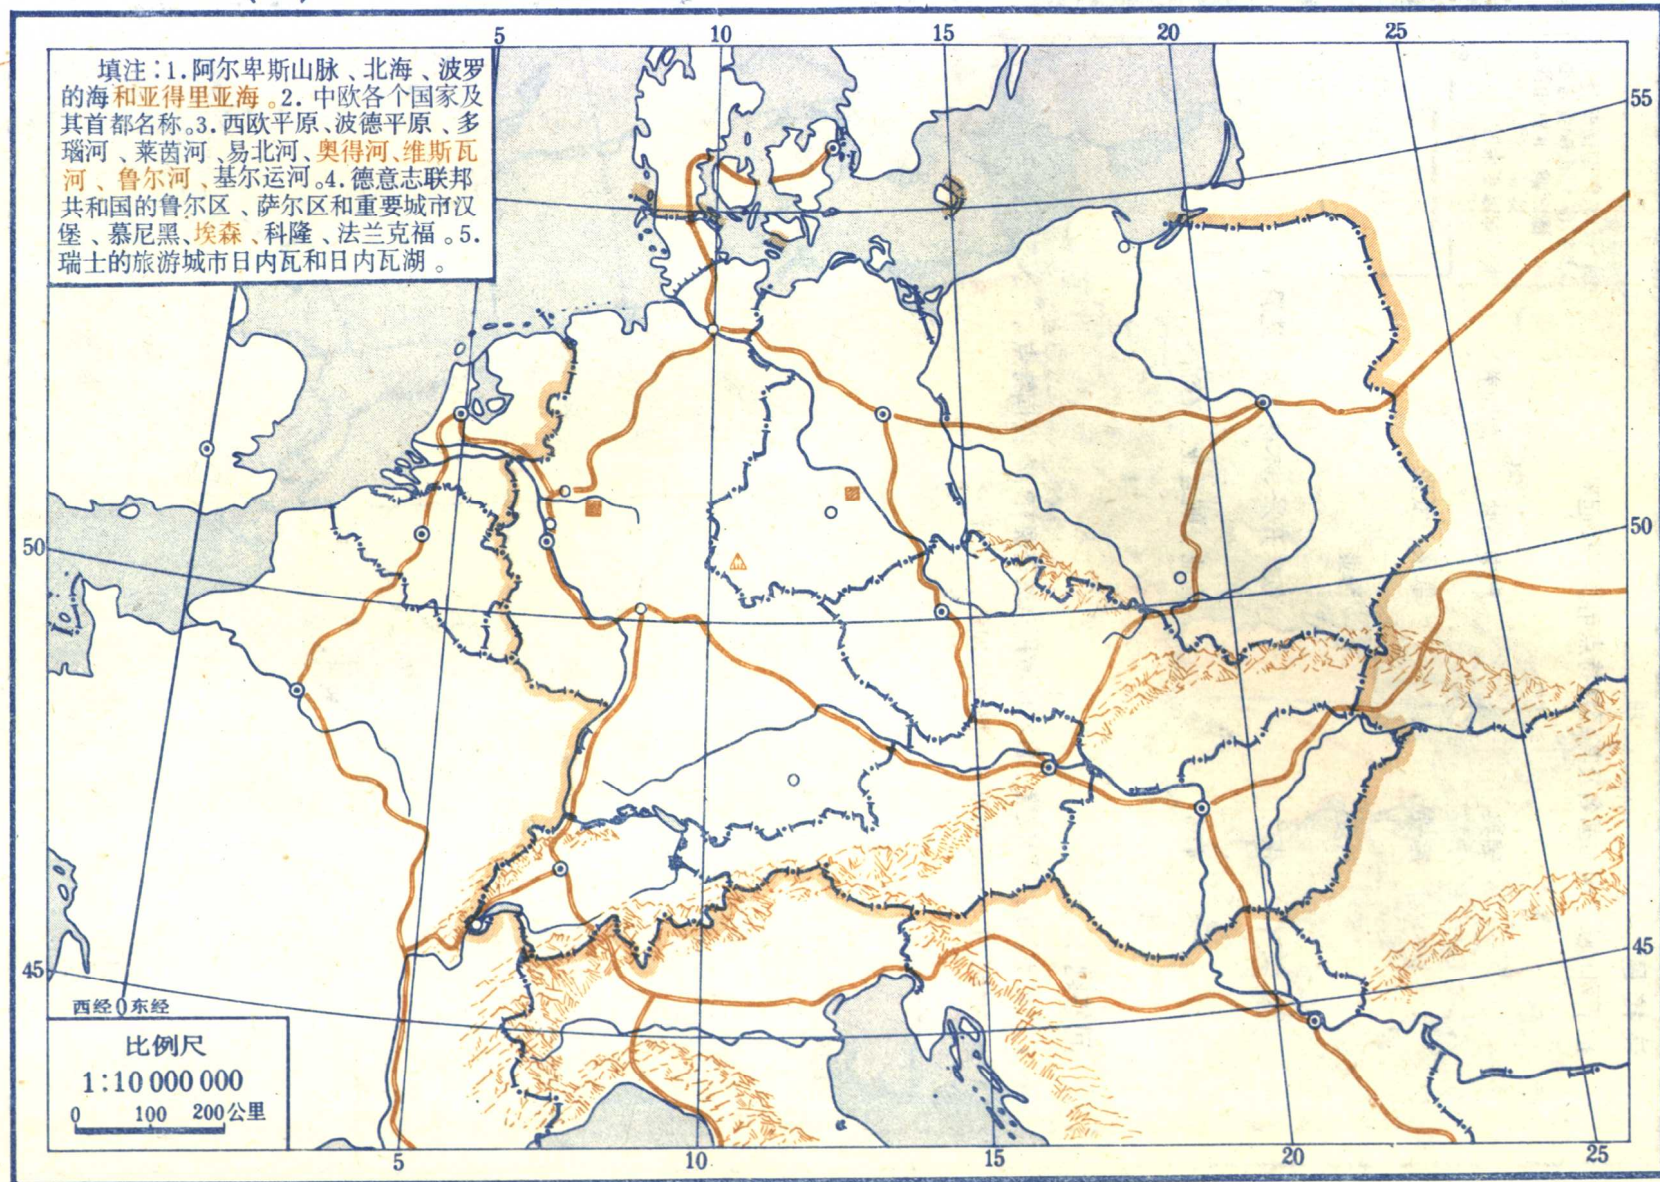 5
10
15
20
25
填注：1.阿尔卑斯山脉、北海、波罗
的海和亚得里亚海。2. 中欧各个国家及
其首都名称。3.西欧平原、波德平原、多
瑙河、莱茵河、易北河、奥得河、维斯瓦
河、鲁尔河、基尔运河。4.德意志联邦
共和国的鲁尔区、萨尔区和重要城市汉
堡、慕尼黑、埃森、科隆、法兰克福。5.
瑞士的旅游城市日内瓦和日内瓦湖。
55
50
50
45
45
西经0东经
比例尺
1:10 000 000
0 100 200公里
5
10
15
20
25